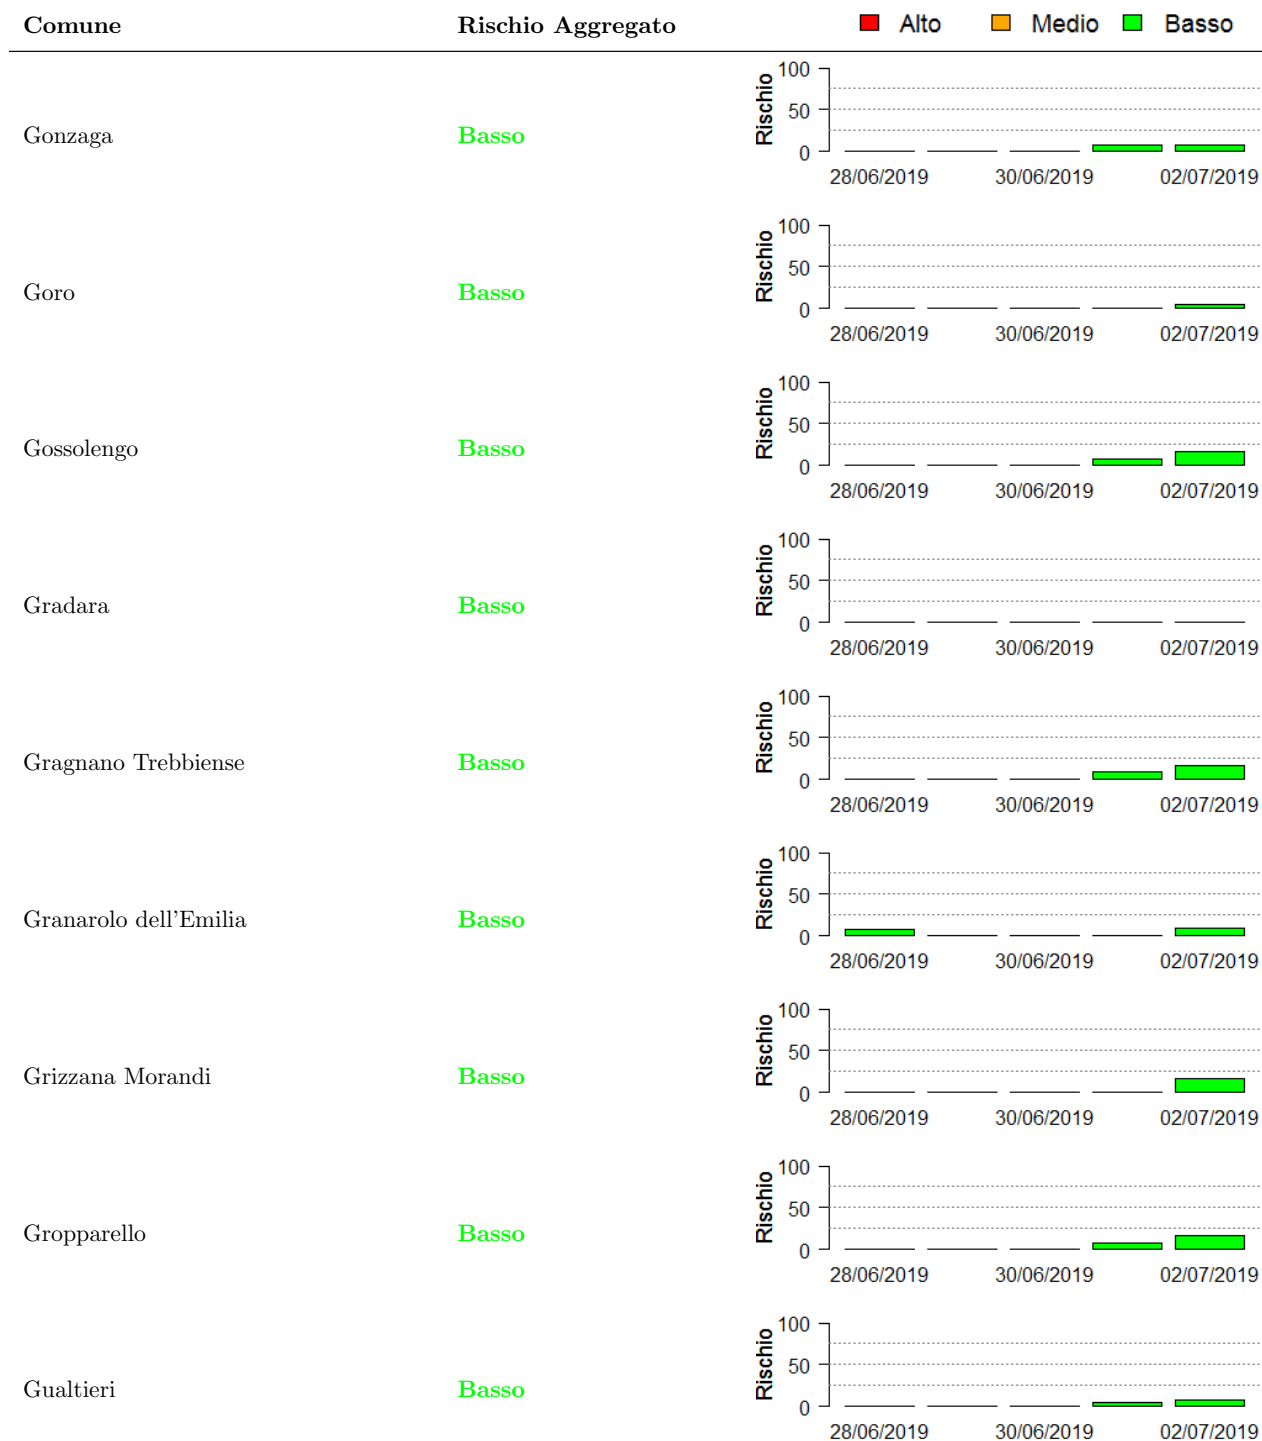 Comune Rischio Aggregato Alto Medio Basso
100
50
0
Rischio
Gonzaga Basso
28/06/2019 30/06/2019 02/07/2019
100
50
0
Rischio
Goro Basso
28/06/2019 30/06/2019 02/07/2019
100
50
0
Rischio
Gossolengo Basso
28/06/2019 30/06/2019 02/07/2019
100
50
0
Rischio
Gradara Basso
28/06/2019 30/06/2019 02/07/2019
100
50
0
Rischio
Gragnano Trebbiense Basso
28/06/2019 30/06/2019 02/07/2019
100
50
0
Rischio
Granarolo dell'Emilia Basso
28/06/2019 30/06/2019 02/07/2019
100
50
0
Rischio
Grizzana Morandi Basso
28/06/2019 30/06/2019 02/07/2019
100
50
0
Rischio
Gropparello Basso
28/06/2019 30/06/2019 02/07/2019
100
50
0
Rischio
Gualtieri Basso
28/06/2019 30/06/2019 02/07/2019